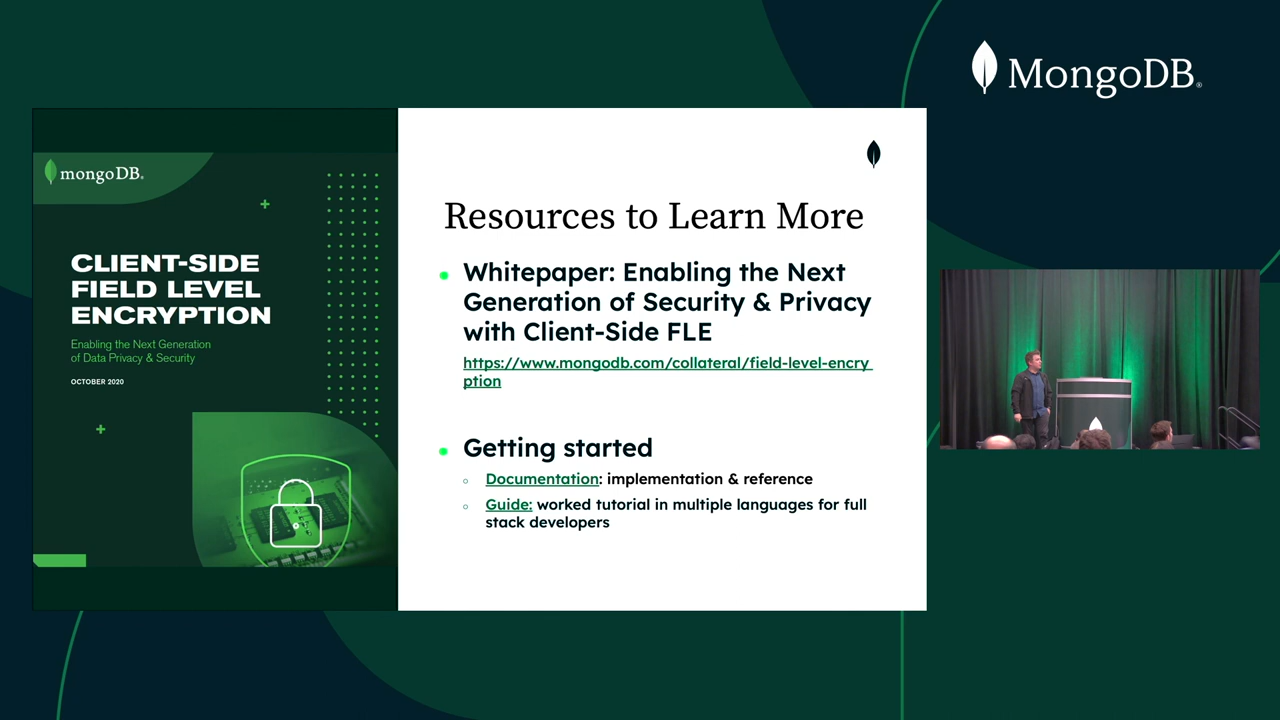 MongoDB®
mongoDB®
CLIENT-SIDE
FIELD LEVEL
ENCRYPTION
Enabling the Next Generation
of Data Privacy & Security
OCTOBER 2020
Resources to Learn More
Whitepaper: Enabling the Next
Generation of Security & Privacy
with Client-Side FLE
https://www.mongodb.com/collateral/field-level-encry
ption
Getting started
Documentation: implementation & reference
Guide: worked tutorial in multiple languages for full
stack developers